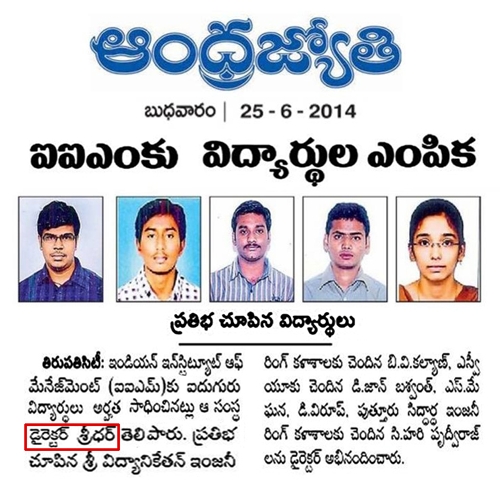 ఆంధ్రజ్యోతి
బుధవారం | 25 - 6 - 2014
ఐఐఎంకు విద్యార్థుల ఎంపిక
ప్రతిభ చూపిన విద్యార్థులు
తిరుపతిసిటీ: ఇండియన్ ఇన్‌స్టిట్యూట్ ఆఫ్
మేనేజ్‌మెంట్ (ఐఐఎం)కు ఐదుగురు
విద్యార్థులు అర్హత సాధించినట్లు ఆ సంస్థ
డైరెక్టర్ శ్రీధర్ తెలిపారు. ప్రతిభ
చూపిన శ్రీ విద్యానికేతన్ ఇంజనీ
రింగ్ కళాశాలకు చెందిన బి.వి.కల్యాణ్, ఎస్వీ
యూకు చెందిన డి.జాన్ బశ్వంత్, ఎస్.మే
ఘన, డి.విరూప్, పుత్తూరు సిద్ధార్థ ఇంజనీ
రింగ్ కళాశాలకు చెందిన సి.హరి పృద్వీరాజ్
లను డైరెక్టర్ అభినందించారు.